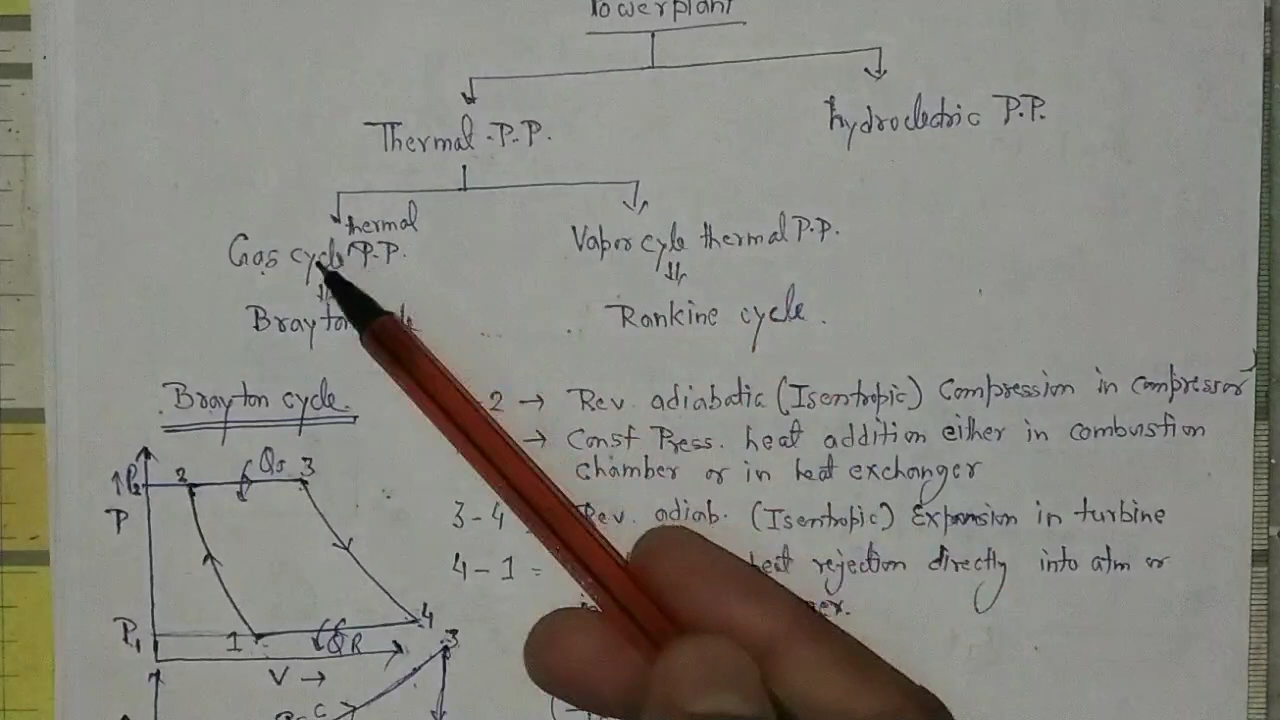 Powerplant
Thermal P.P.
hydroelectric P.P.
thermal
Gas cycle P.P.
Vapor cycle thermal P.P.
Brayton
Rankine cycle.
Brayton cycle
2 → Rev. adiabatic (Isentropic) Compression in compressor
→ Const Press. heat addition either in combustion
chamber or in heat exchanger
3-4 Rev. adiab. (Isentropic) Expansion in turbine
4-1 = heat rejection directly into atm or
↑P2 2 Qs 3
P
P1 1 QR 4
V →
3
P=C